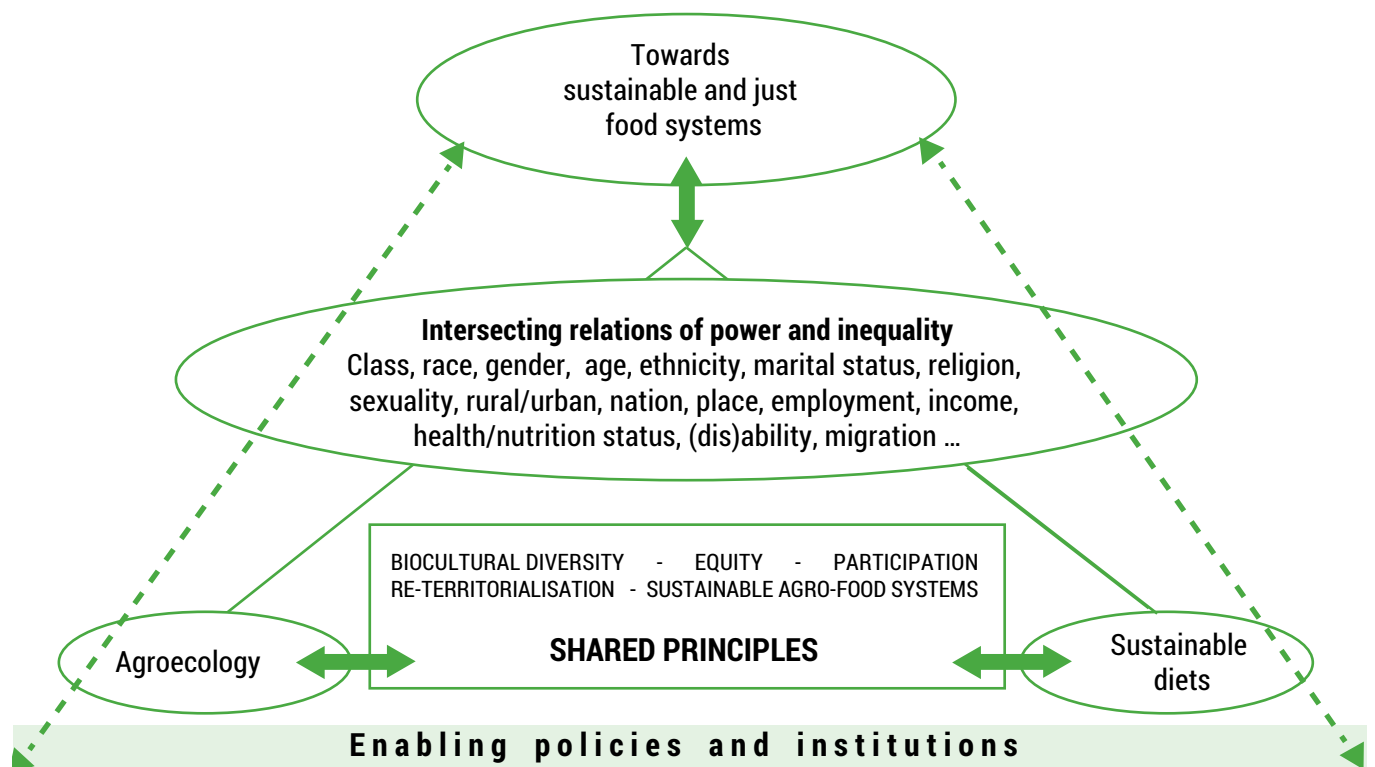 Towards
sustainable and just
food systems
Intersecting relations of power and inequality
Class, race, gender, age, ethnicity, marital status, religion,
sexuality, rural/urban, nation, place, employment, income,
health/nutrition status, (dis)ability, migration ...
BIOCULTURAL DIVERSITY - EQUITY - PARTICIPATION
RE-TERRITORIALISATION - SUSTAINABLE AGRO-FOOD SYSTEMS
SHARED PRINCIPLES
Agroecology
Sustainable
diets
Enabling policies and institutions